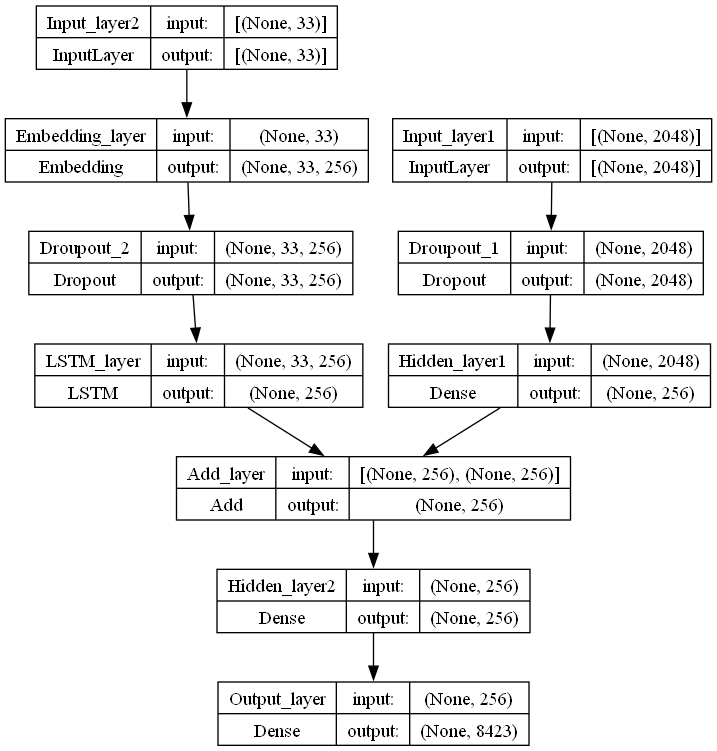 Input_layer2 input: [(None, 33)]
InputLayer output: [(None, 33)]
Embedding_layer input: (None, 33)
Embedding output: (None, 33, 256)
Input_layer1 input: [(None, 2048)]
InputLayer output: [(None, 2048)]
Droupout_2 input: (None, 33, 256)
Dropout output: (None, 33, 256)
Droupout_1 input: (None, 2048)
Dropout output: (None, 2048)
LSTM_layer input: (None, 33, 256)
LSTM output: (None, 256)
Hidden_layer1 input: (None, 2048)
Dense output: (None, 256)
Add_layer input: [(None, 256), (None, 256)]
Add output: (None, 256)
Hidden_layer2 input: (None, 256)
Dense output: (None, 256)
Output_layer input: (None, 256)
Dense output: (None, 8423)